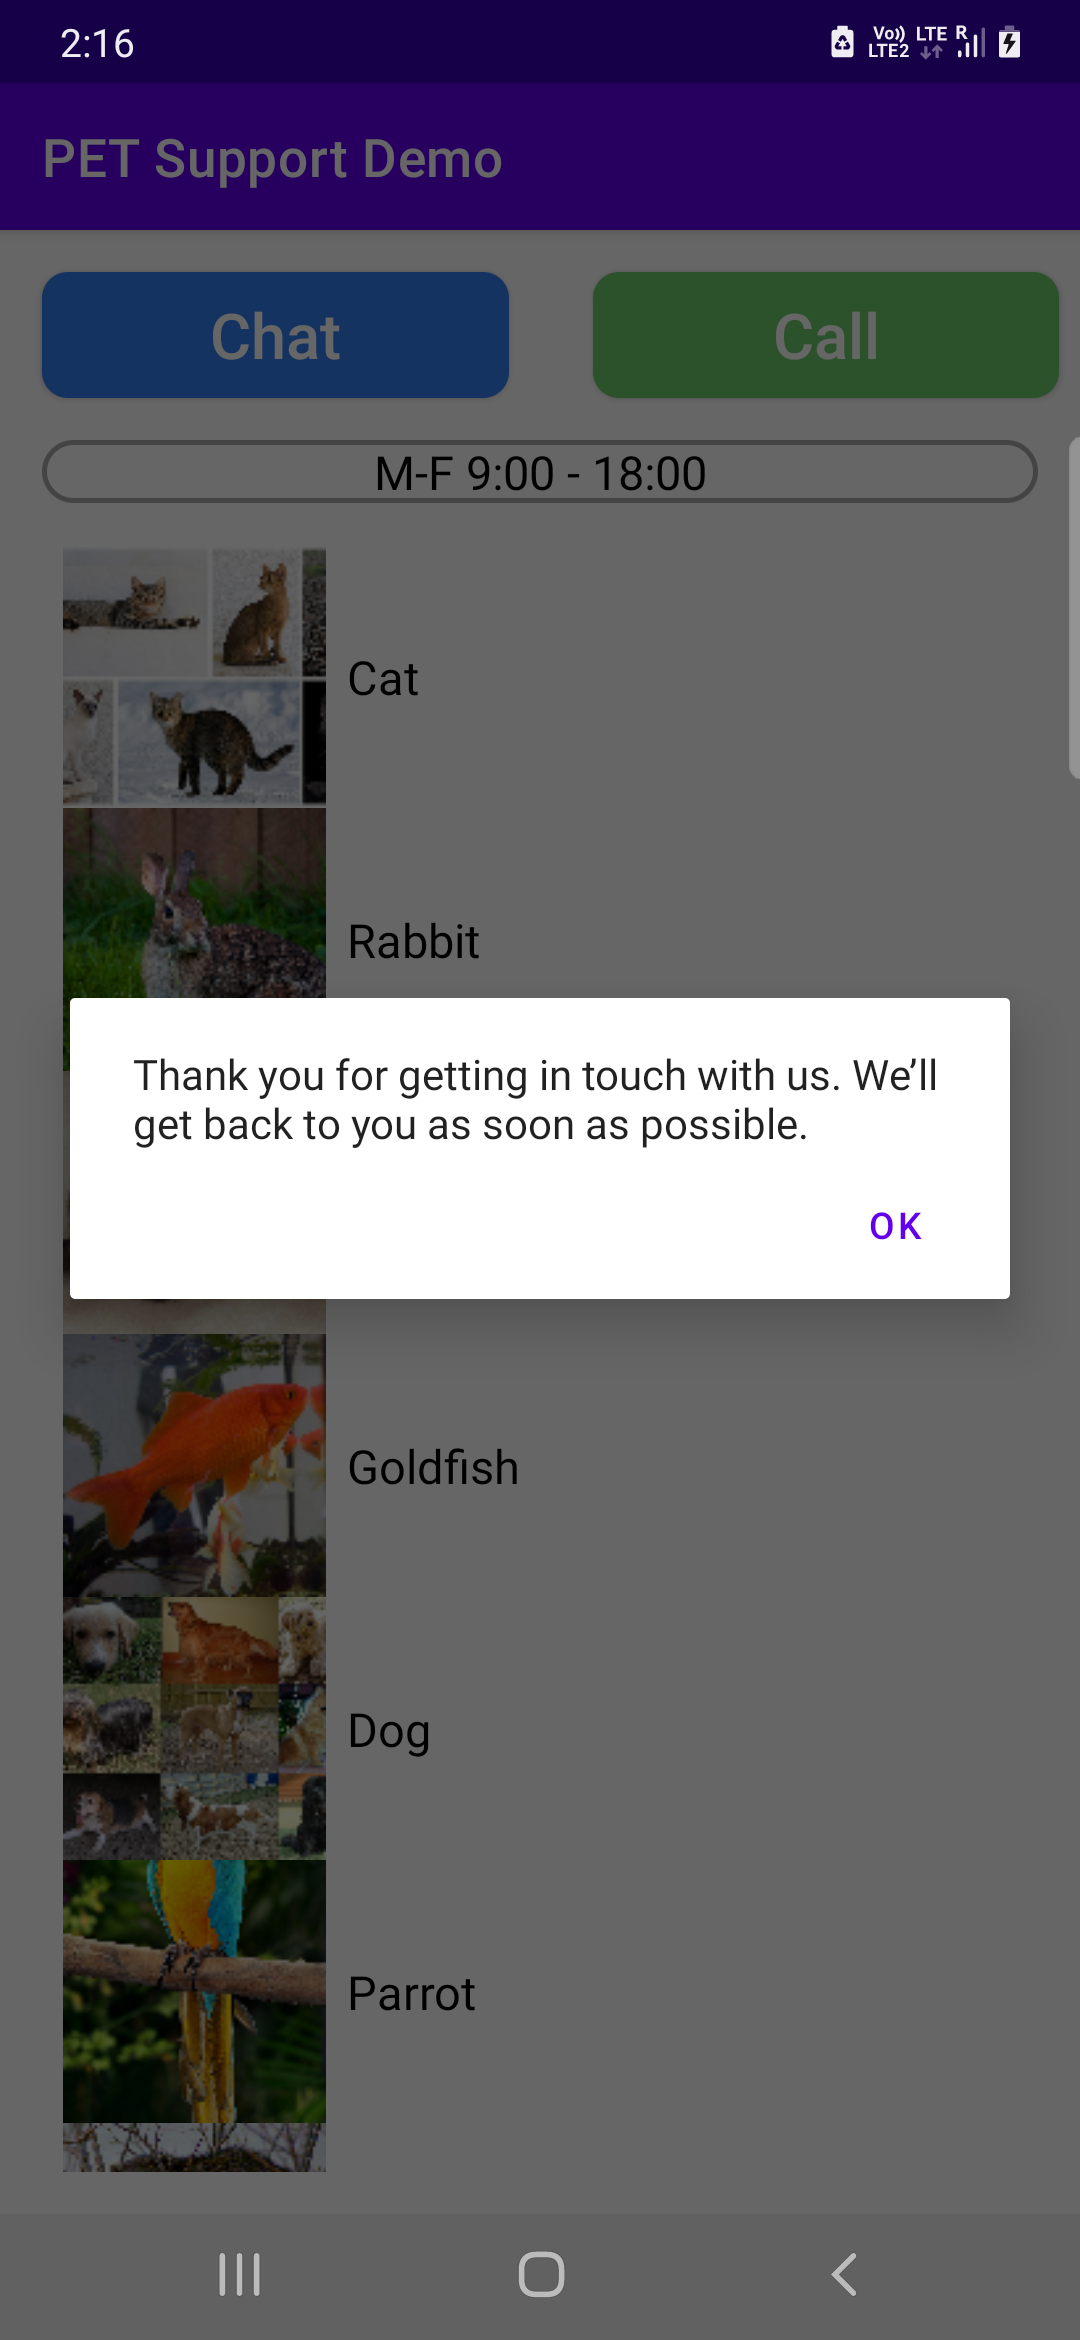 2:16
Vo)) LTE R
LTE2
PET Support Demo
Chat
Call
M-F 9:00 - 18:00
Cat
Rabbit
Thank you for getting in touch with us. We’ll
get back to you as soon as possible.
OK
Goldfish
Dog
Parrot